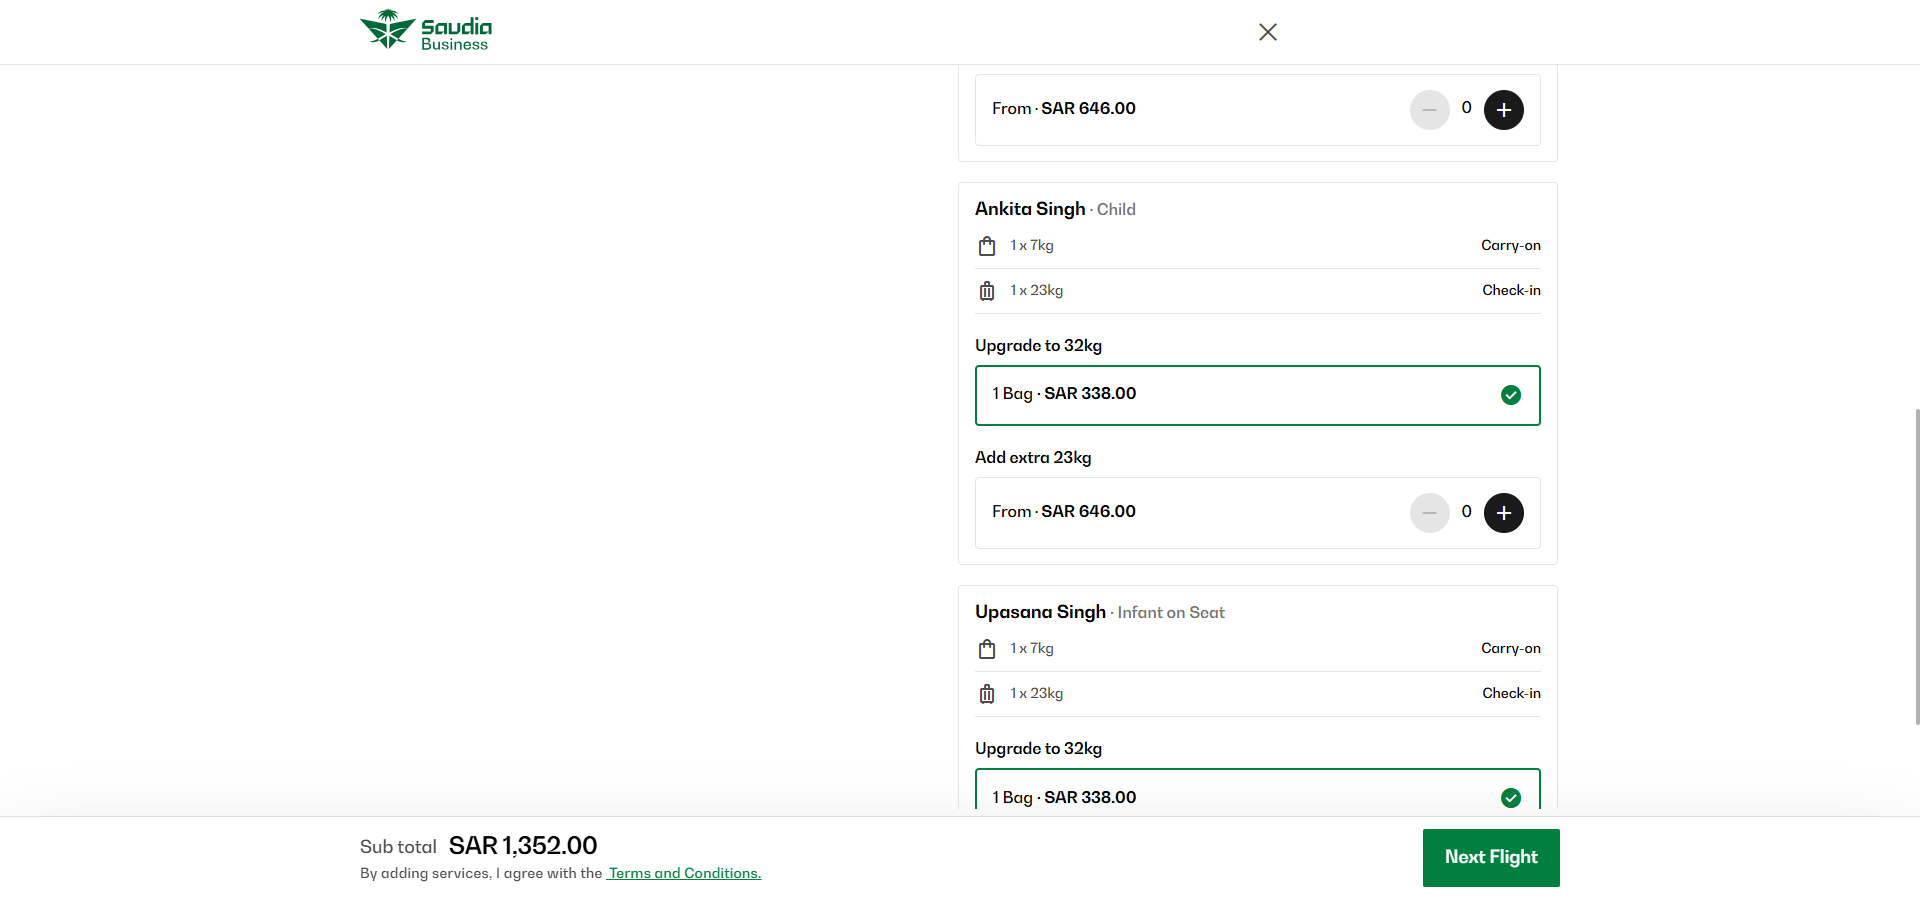 Saudia
Business
From · SAR 646.00
0
Ankita Singh · Child
1 x 7kg
Carry-on
1 x 23kg
Check-in
Upgrade to 32kg
1 Bag · SAR 338.00
Add extra 23kg
From · SAR 646.00
0
Upasana Singh · Infant on Seat
1 x 7kg
Carry-on
1 x 23kg
Check-in
Upgrade to 32kg
1 Bag · SAR 338.00
Sub total SAR 1,352.00
By adding services, I agree with the Terms and Conditions.
Next Flight